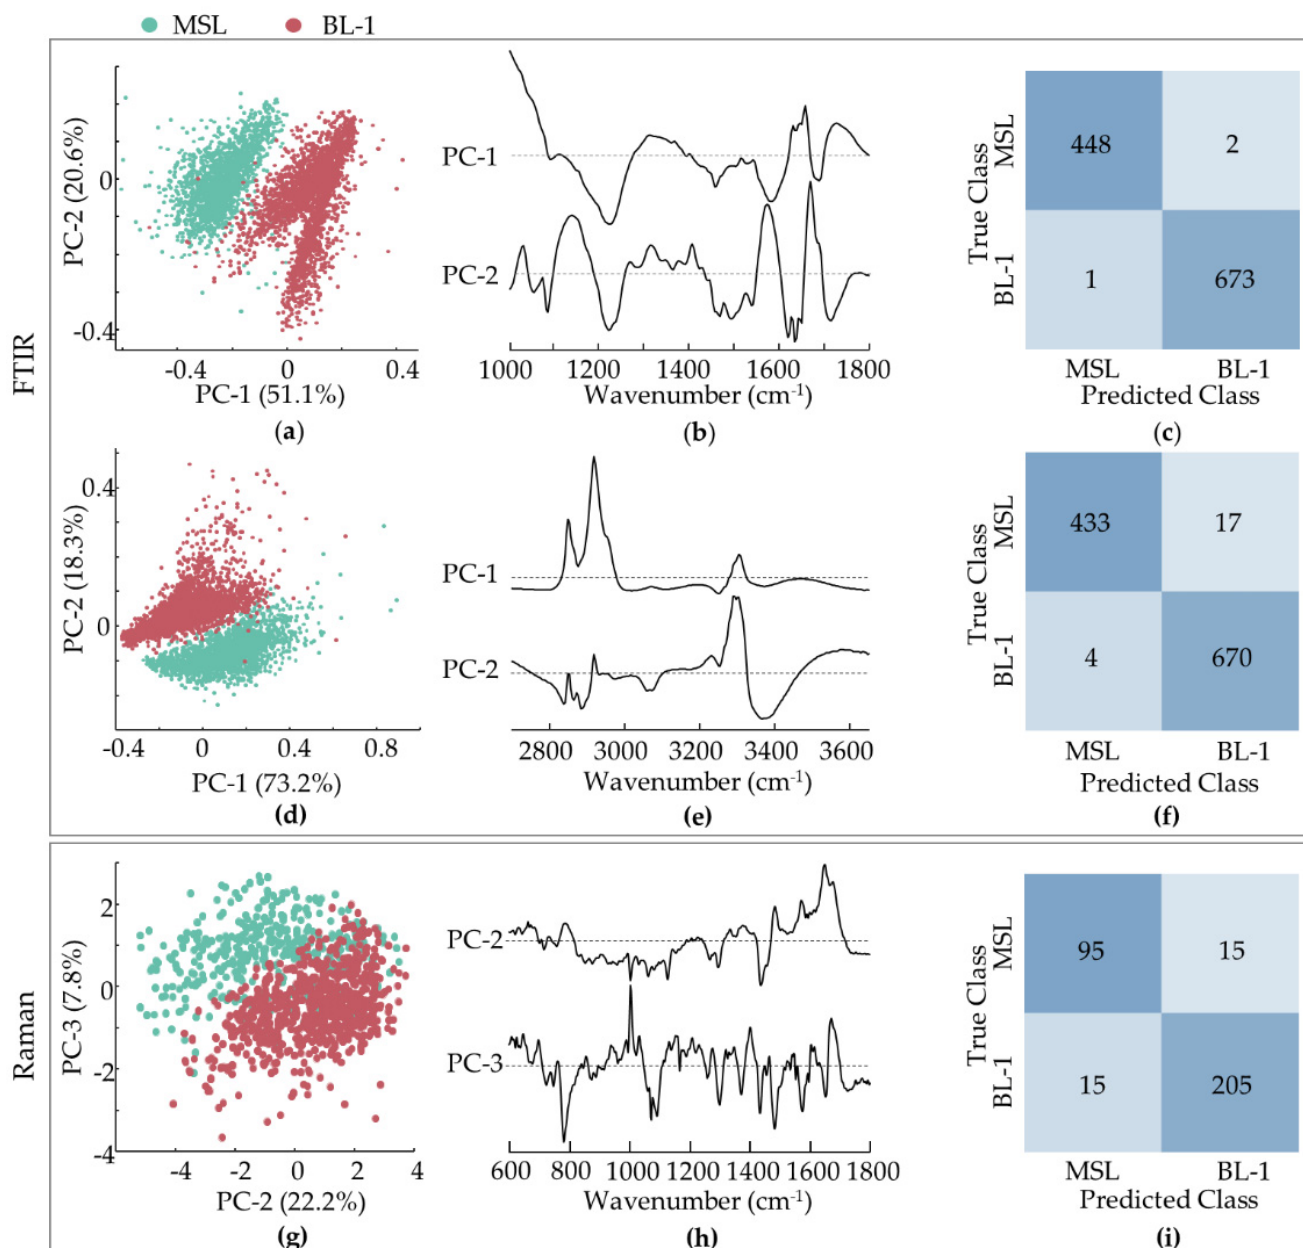 MSL BL-1
FTIR
PC-2 (20.6%)
0
-0.4
-0.4 0 0.4
PC-1 (51.1%)
(a)
PC-1
PC-2
1000 1200 1400 1600 1800
Wavenumber (cm-1)
(b)
True Class
MSL
BL-1
448 2
1 673
MSL BL-1
Predicted Class
(c)
PC-2 (18.3%)
0.4
0
-0.4
-0.4 0 0.4 0.8
PC-1 (73.2%)
(d)
PC-1
PC-2
2800 3000 3200 3400 3600
Wavenumber (cm-1)
(e)
True Class
MSL
BL-1
433 17
4 670
MSL BL-1
Predicted Class
(f)
Raman
PC-3 (7.8%)
2
0
-2
-4
-4 -2 0 2 4
PC-2 (22.2%)
(g)
PC-2
PC-3
600 800 1000 1200 1400 1600 1800
Wavenumber (cm-1)
(h)
True Class
MSL
BL-1
95 15
15 205
MSL BL-1
Predicted Class
(i)